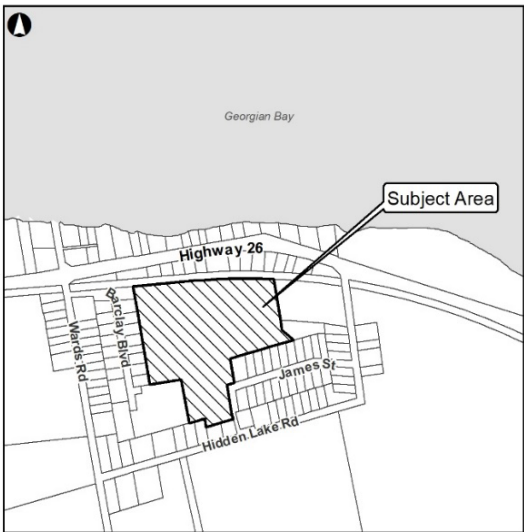 Georgian Bay
Subject Area
Highway 26
Barclay Blvd
Wards Rd
James St
Hidden Lake Rd